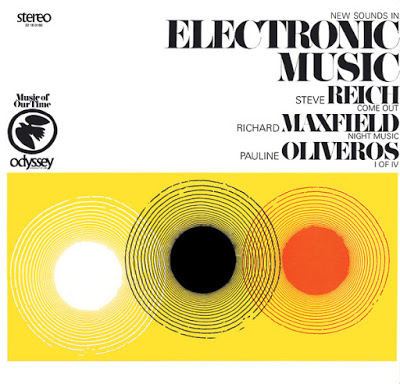 stereo
NEW SOUNDS IN
ELECTRONIC
MUSIC
STEVE REICH
COME OUT
RICHARD MAXFIELD
NIGHT MUSIC
PAULINE OLIVEROS
I OF IV
Music of
Our Time
odyssey